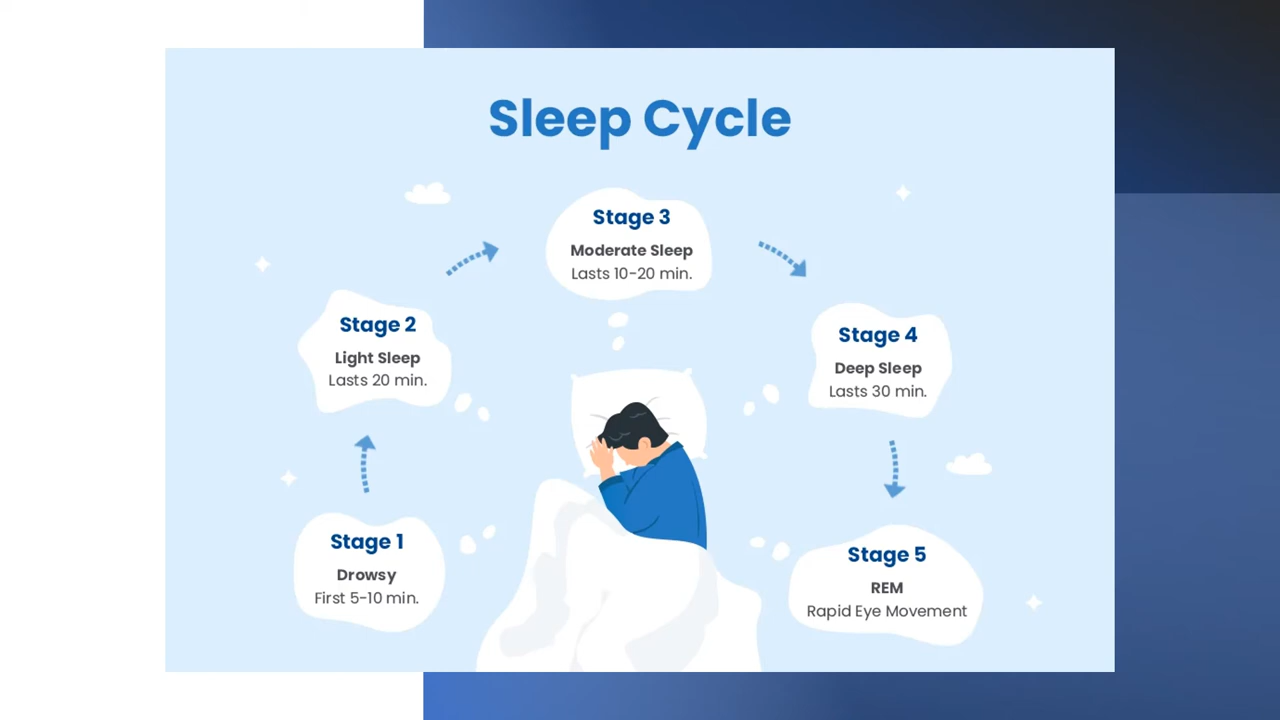 Sleep Cycle
Stage 1
Drowsy
First 5-10 min.
Stage 2
Light Sleep
Lasts 20 min.
Stage 3
Moderate Sleep
Lasts 10-20 min.
Stage 4
Deep Sleep
Lasts 30 min.
Stage 5
REM
Rapid Eye Movement